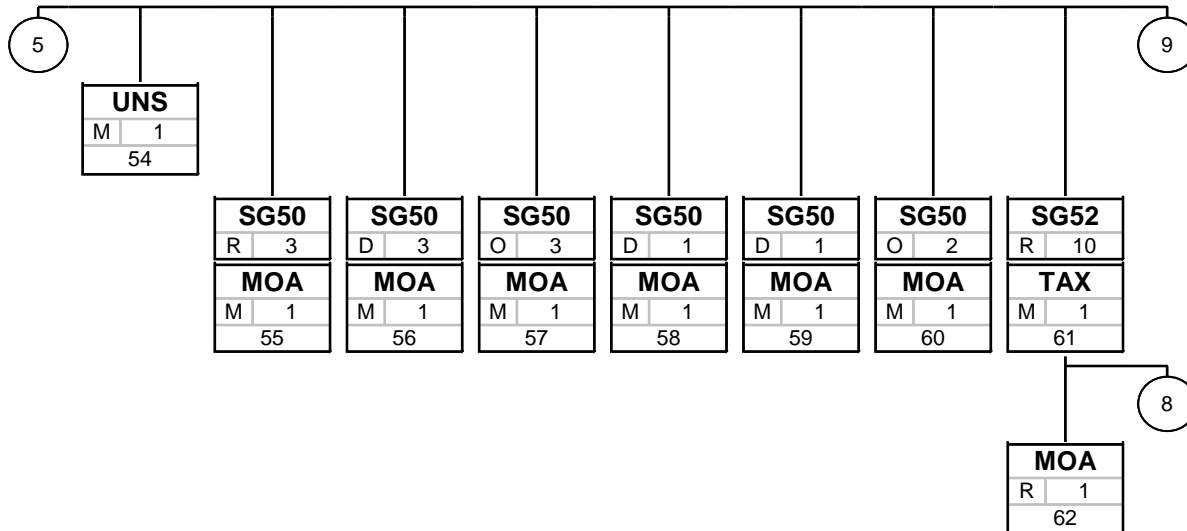 5
9
UNS
M 1
54
SG50 SG50 SG50 SG50 SG50 SG50 SG52
R 3 D 3 O 3 D 1 D 1 O 2 R 10
MOA MOA MOA MOA MOA MOA TAX
M 1 M 1 M 1 M 1 M 1 M 1 M 1
55 56 57 58 59 60 61
8
MOA
R 1
62